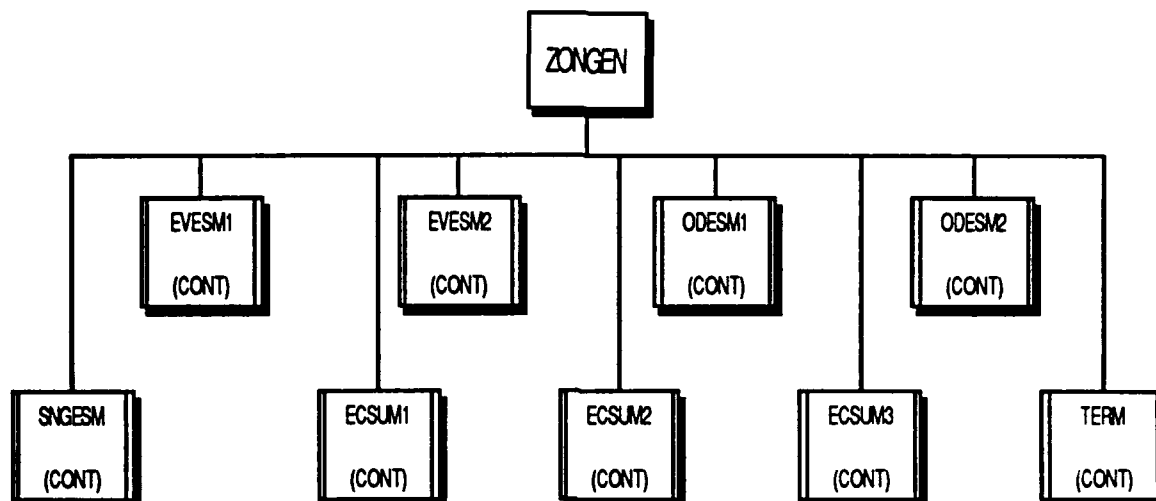 ZONGEN
EVESM1
(CONT)
EVESM2
(CONT)
ODESM1
(CONT)
ODESM2
(CONT)
SNGESM
(CONT)
ECSUM1
(CONT)
ECSUM2
(CONT)
ECSUM3
(CONT)
TERM
(CONT)